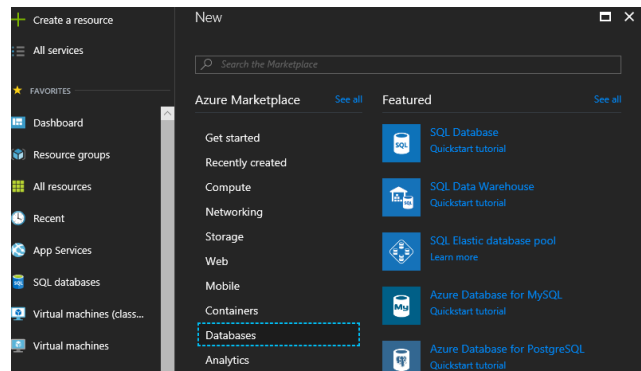 Create a resource
All services
FAVORITES
Dashboard
Resource groups
All resources
Recent
App Services
SQL databases
Virtual machines (class...
Virtual machines
New
Search the Marketplace
Azure Marketplace
See all
Get started
Recently created
Compute
Networking
Storage
Web
Mobile
Containers
Databases
Analytics
Featured
See all
SQL
SQL Database
Quickstart tutorial
SQL Data Warehouse
Quickstart tutorial
SQL Elastic database pool
Learn more
My
Azure Database for MySQL
Quickstart tutorial
Azure Database for PostgreSQL
Quickstart tutorial